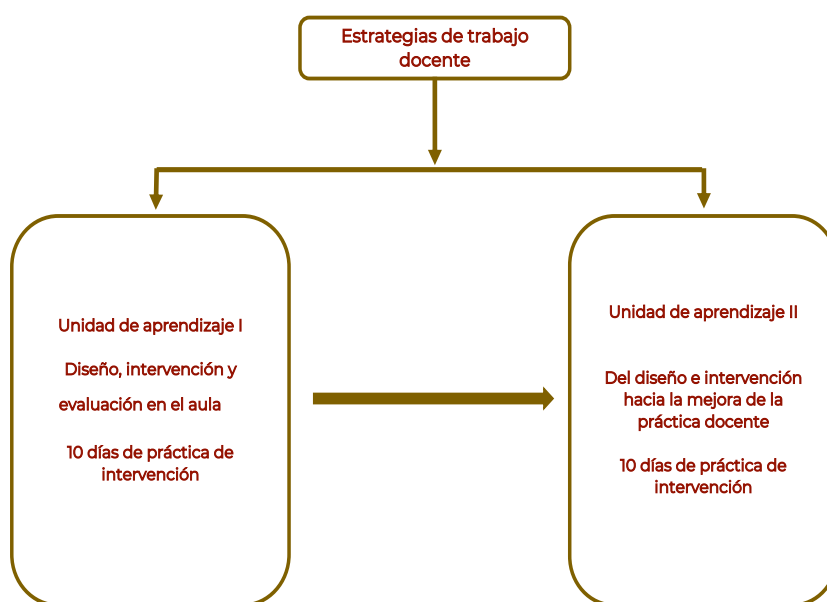 Estrategias de trabajo
docente
Unidad de aprendizaje I
Diseño, intervención y
evaluación en el aula
10 días de práctica de
intervención
Unidad de aprendizaje II
Del diseño e intervención
hacia la mejora de la
práctica docente
10 días de práctica de
intervención